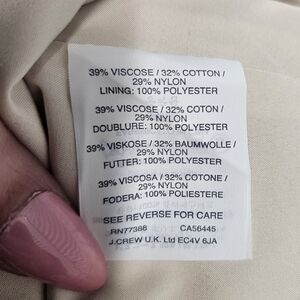 39% VISCOSE / 32% COTTON /
29% NYLON
LINING: 100% POLYESTER
39% VISCOSE / 32% COTON /
29% NYLON
DOUBLURE: 100% POLYESTER
39% VISKOSE / 32% BAUMWOLLE /
29% NYLON
FUTTER: 100% POLYESTER
39% VISCOSA / 32% COTONE /
29% NYLON
FODERA: 100% POLIESTERE
SEE REVERSE FOR CARE
RN77388 CA56445
J.CREW U.K. Ltd EC4V 6JA